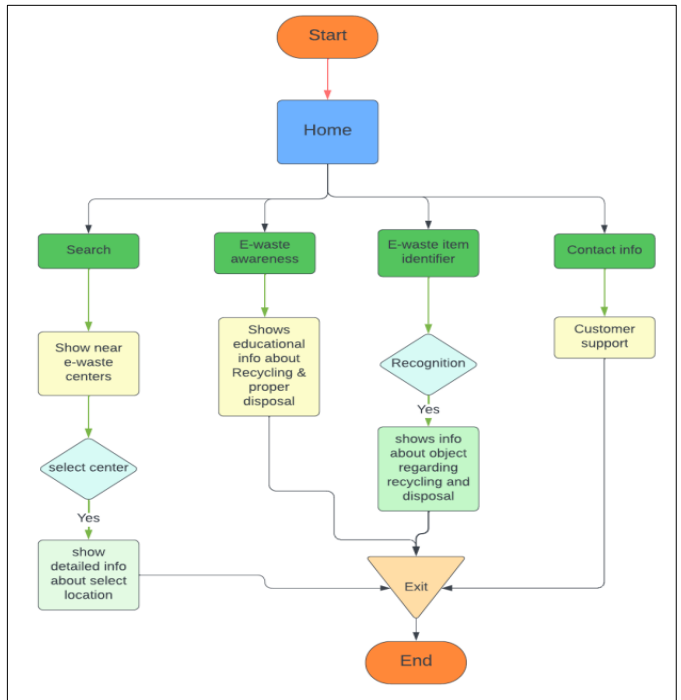 Start
Home
Search
E-waste
awareness
E-waste item
identifier
Contact info
Show near
e-waste
centers
Shows
educational
info about
Recycling &
proper
disposal
Recognition
Customer
support
Yes
select center
shows info
about object
regarding
recycling and
disposal
Yes
show
detailed info
about select
location
Exit
End